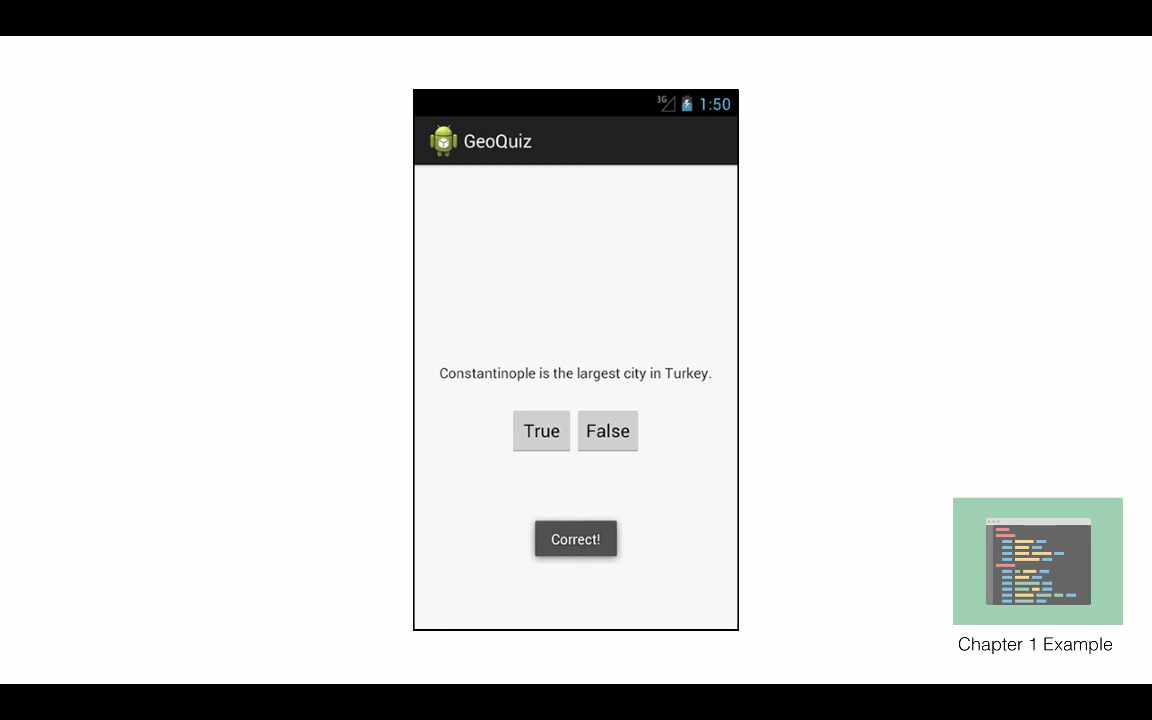 3G 1:50
GeoQuiz
Constantinople is the largest city in Turkey.
True False
Correct!
Chapter 1 Example